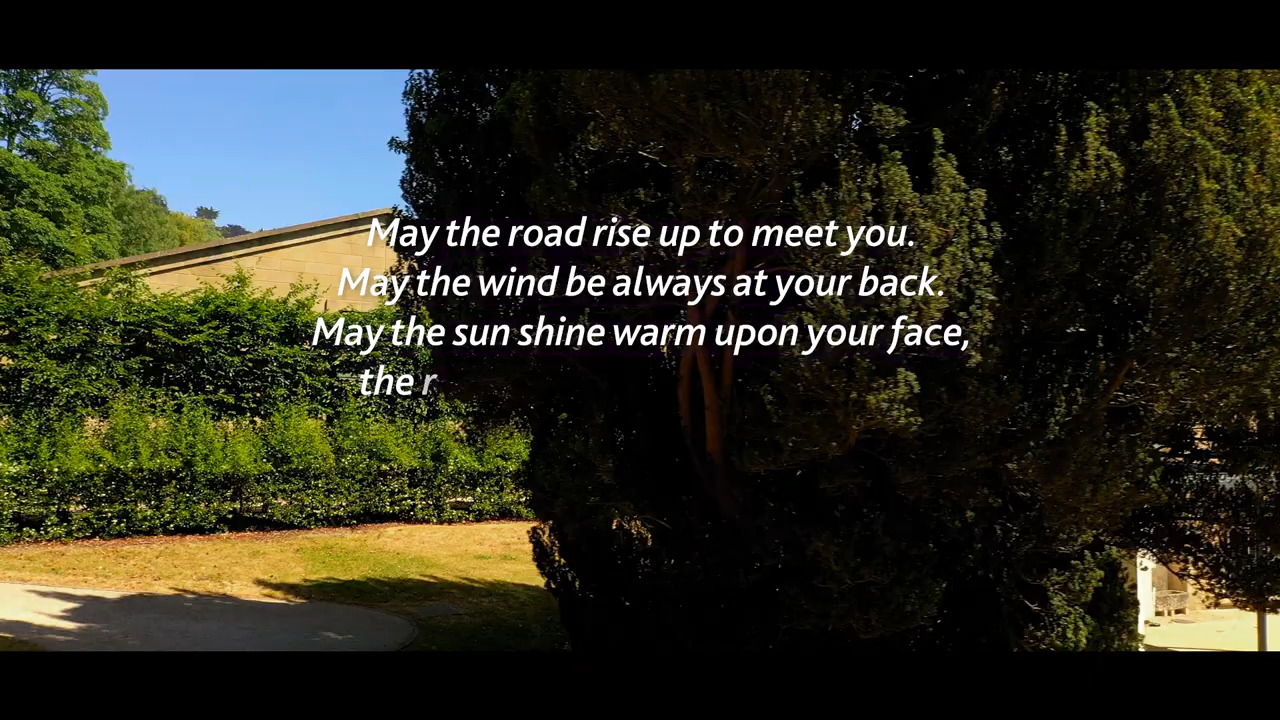 May the road rise up to meet you.
May the wind be always at your back.
May the sun shine warm upon your face,
the r